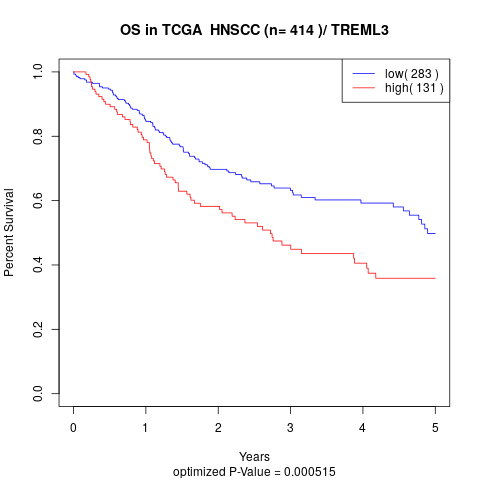 OS in TCGA  HNSCC (n= 414 )/ TREML3
low( 283 )
high( 131 )
Percent Survival
1.0
0.8
0.6
0.4
0.2
0.0
0 1 2 3 4 5
Years
optimized P-Value = 0.000515